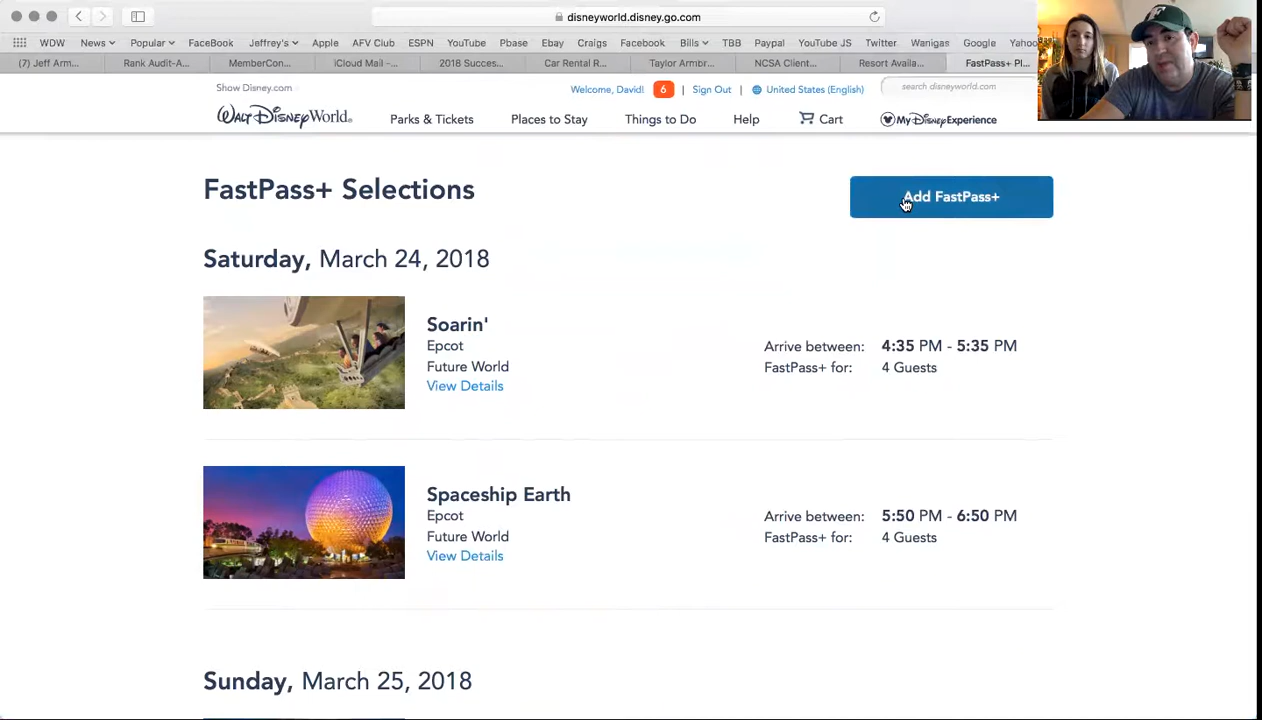 disneyworld.disney.go.com
WDW News Popular FaceBook Jeffrey's Apple AFV Club ESPN YouTube Pbase Ebay Craigs Facebook Bills TBB Paypal YouTube JS Twitter Wanigas Google Yahoo
(7) Jeff Arm... Rank Audit-A... MemberCon... iCloud Mail -... 2018 Succes... Car Rental R... Taylor Armbr... NCSA Client... Resort Availa... FastPass+ Pl...
Show Disney.com
Welcome, David! 6 | Sign Out | United States (English) search disneyworld.com
Walt Disney World. Parks & Tickets Places to Stay Things to Do Help Cart My Disney Experience
FastPass+ Selections
Add FastPass+
Saturday, March 24, 2018
Soarin'
Epcot
Future World
View Details
Arrive between: 4:35 PM - 5:35 PM
FastPass+ for: 4 Guests
Spaceship Earth
Epcot
Future World
View Details
Arrive between: 5:50 PM - 6:50 PM
FastPass+ for: 4 Guests
Sunday, March 25, 2018